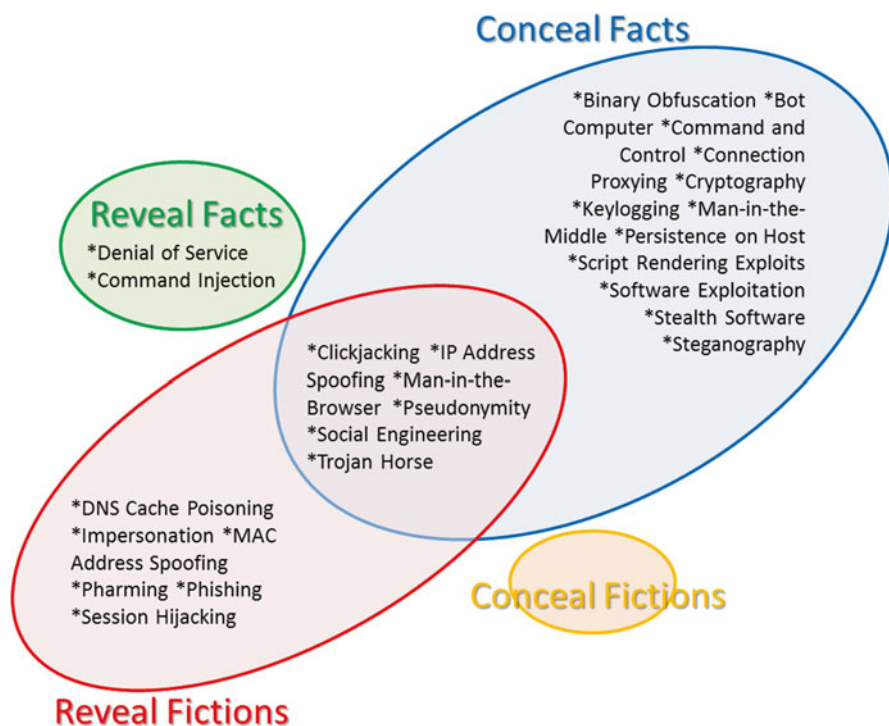 Conceal Facts
*Binary Obfuscation *Bot
Computer *Command and
Control *Connection
Proxying *Cryptography
*Keylogging *Man-in-the-
Middle *Persistence on Host
*Script Rendering Exploits
*Software Exploitation
*Stealth Software
*Steganography
Reveal Facts
*Denial of Service
*Command Injection
*Clickjacking *IP Address
Spoofing *Man-in-the-
Browser *Pseudonymity
*Social Engineering
*Trojan Horse
*DNS Cache Poisoning
*Impersonation *MAC
Address Spoofing
*Pharming *Phishing
*Session Hijacking
Conceal Fictions
Reveal Fictions